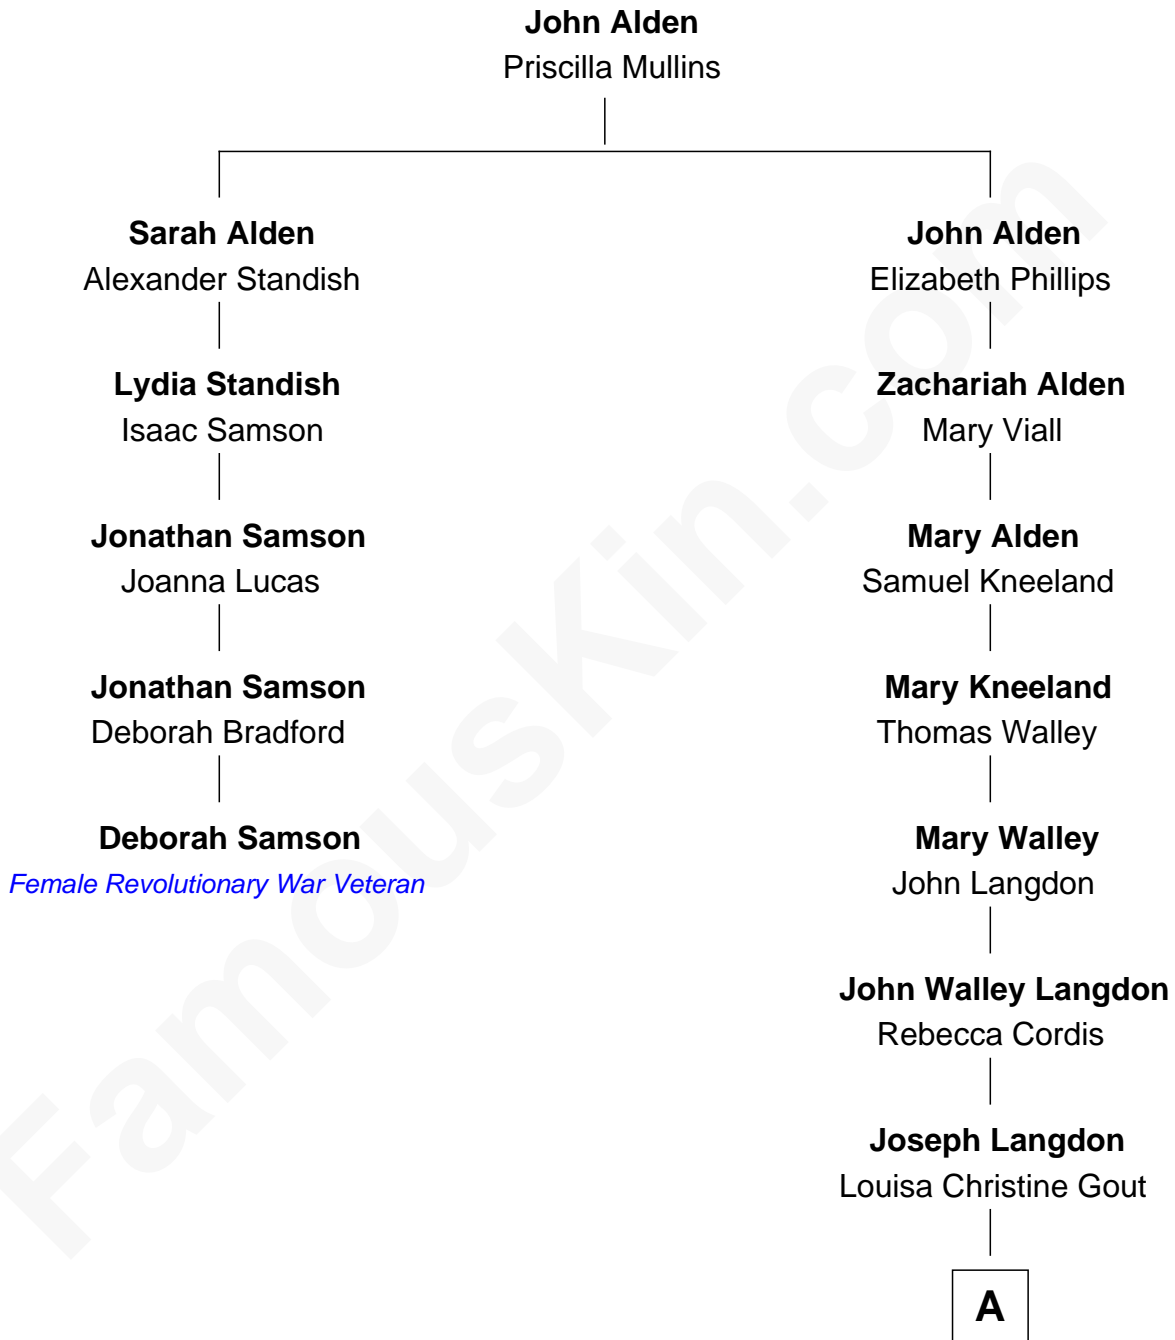 John Alden
Priscilla Mullins
Sarah Alden
Alexander Standish
Lydia Standish
Isaac Samson
Jonathan Samson
Joanna Lucas
Jonathan Samson
Deborah Bradford
Deborah Samson
Female Revolutionary War Veteran
John Alden
Elizabeth Phillips
Zachariah Alden
Mary Viall
Mary Alden
Samuel Kneeland
Mary Kneeland
Thomas Walley
Mary Walley
John Langdon
John Walley Langdon
Rebecca Cordis
Joseph Langdon
Louisa Christine Gout
A
FamousKin.com